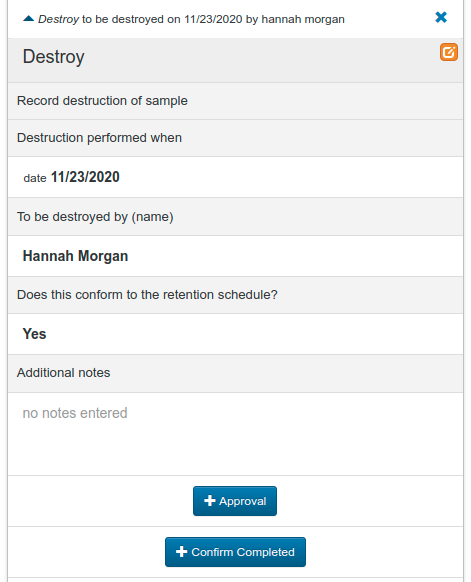 Destroy to be destroyed on 11/23/2020 by hannah morgan
Destroy
Record destruction of sample
Destruction performed when
date 11/23/2020
To be destroyed by (name)
Hannah Morgan
Does this conform to the retention schedule?
Yes
Additional notes
no notes entered
Approval
Confirm Completed